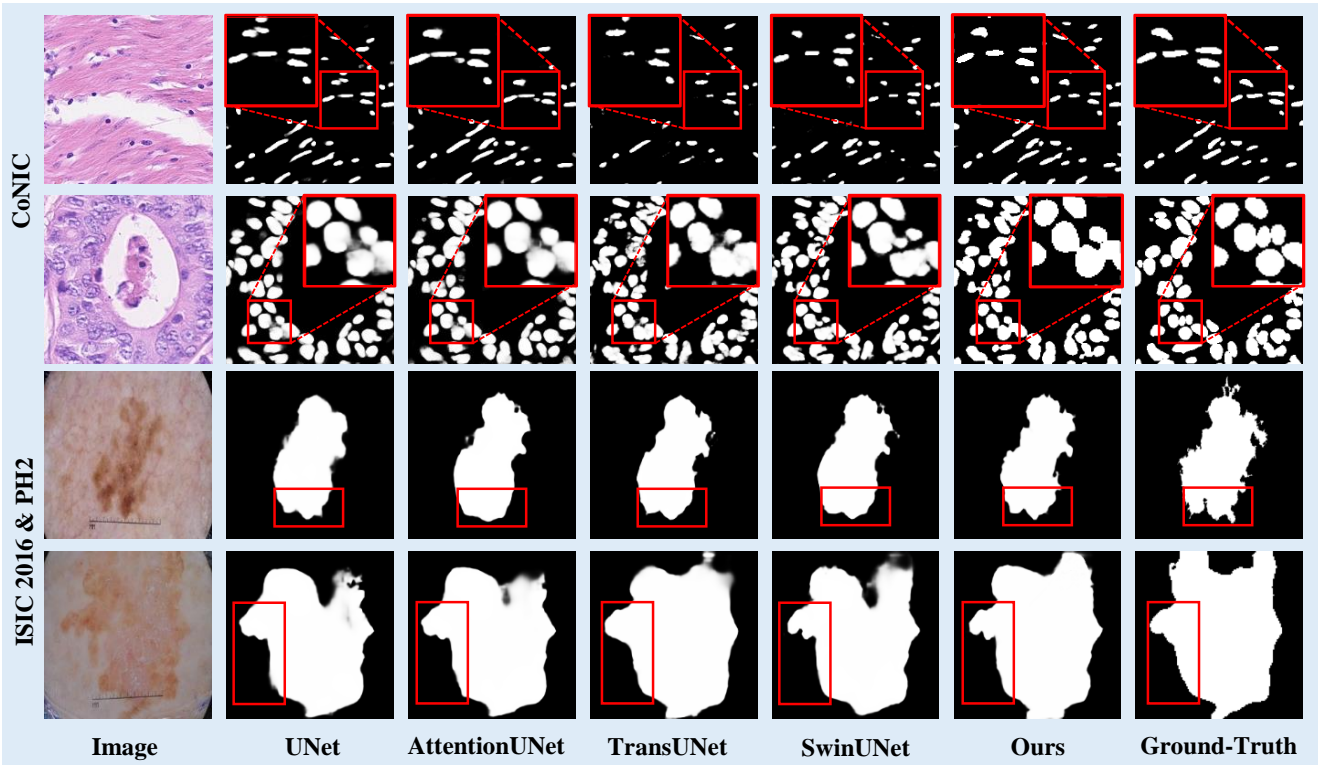 CoNIC
ISIC 2016 & PH2
Image
UNet
AttentionUNet
TransUNet
SwinUNet
Ours
Ground-Truth